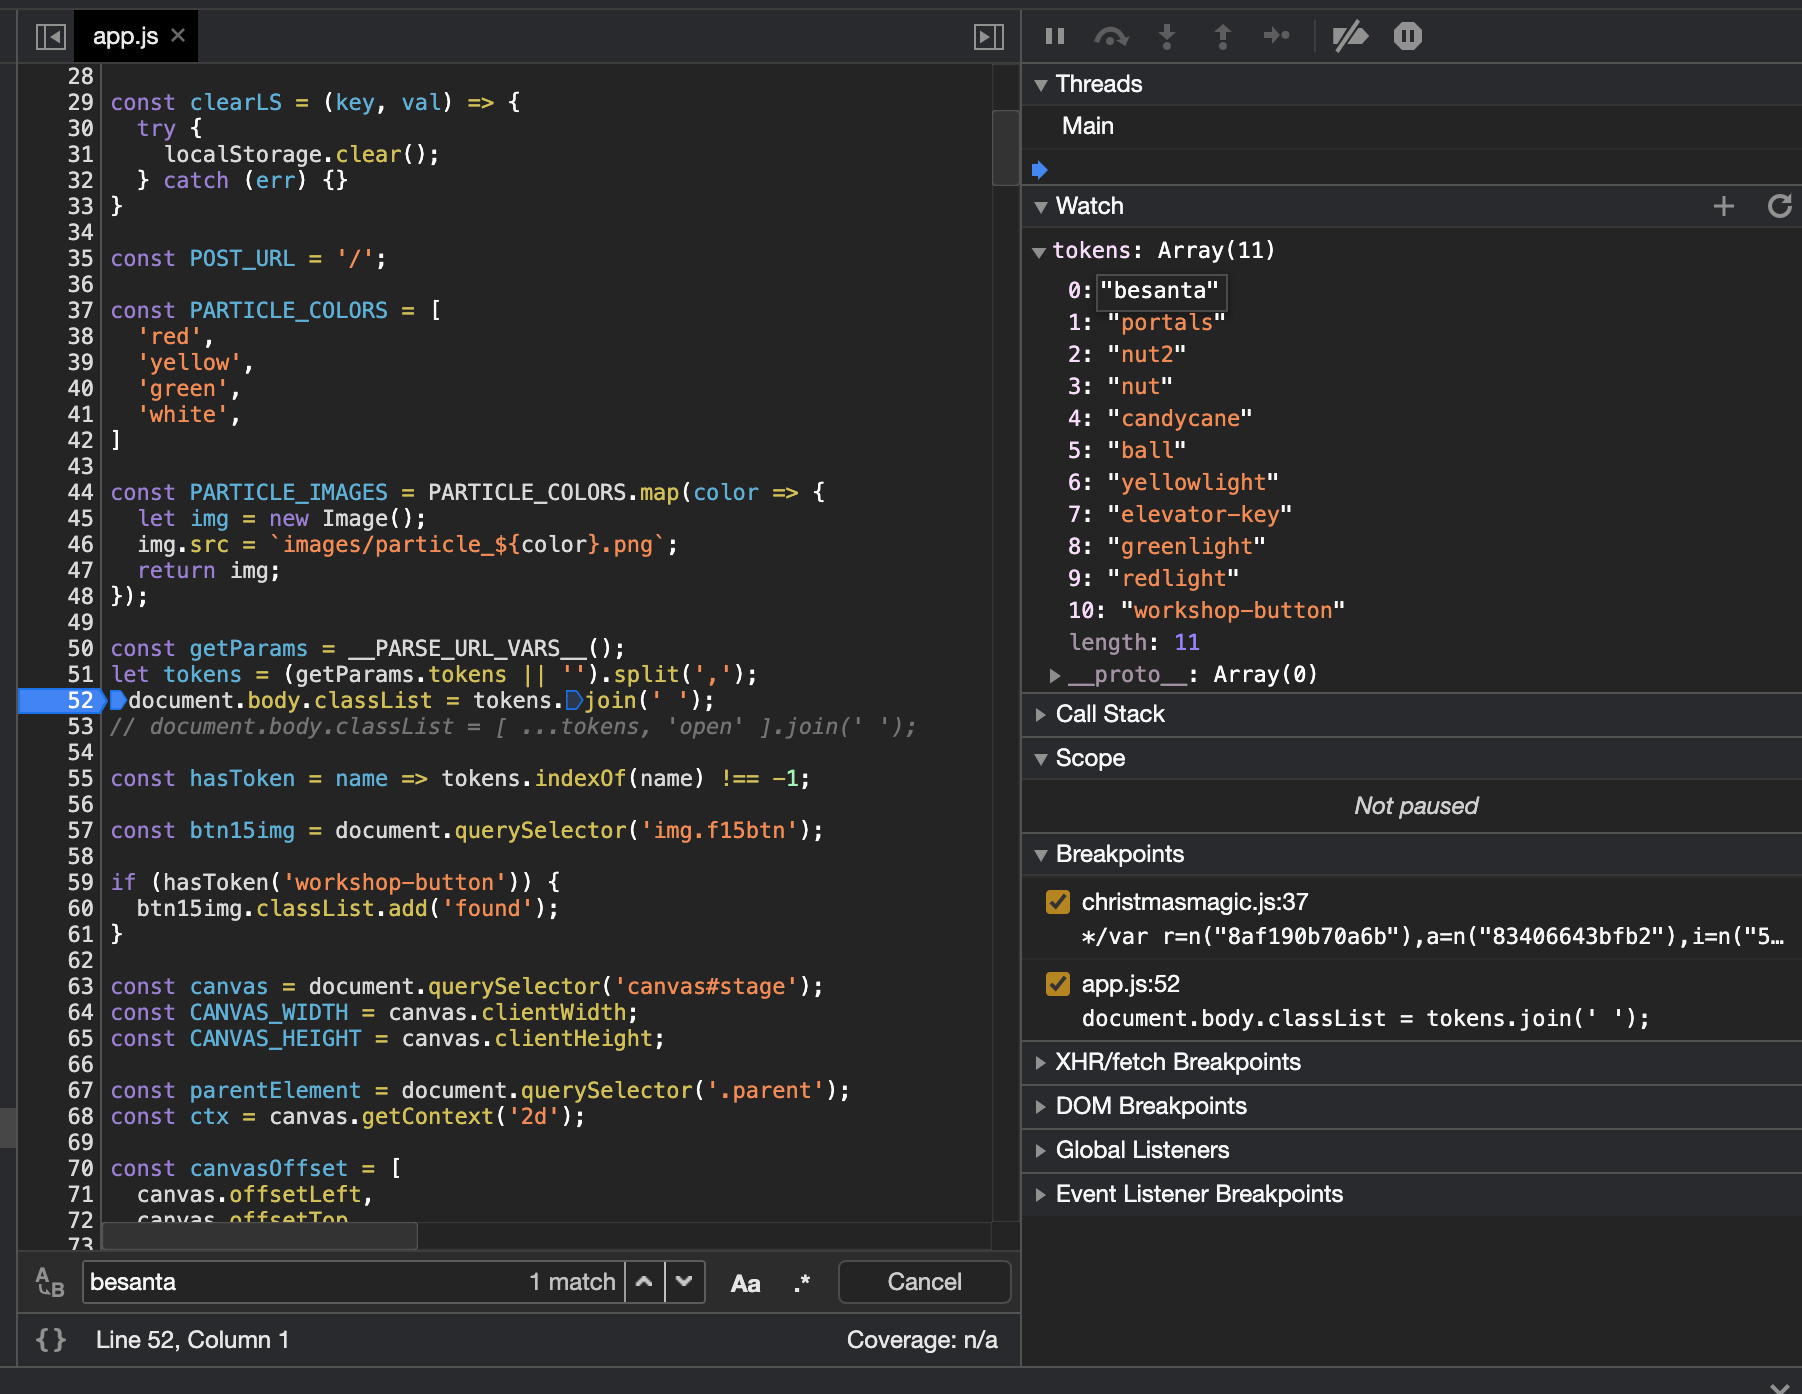 app.js ×
28
29 const clearLS = (key, val) => {
30   try {
31     localStorage.clear();
32   } catch (err) {}
33 }
34
35 const POST_URL = '/';
36
37 const PARTICLE_COLORS = [
38   'red',
39   'yellow',
40   'green',
41   'white',
42 ]
43
44 const PARTICLE_IMAGES = PARTICLE_COLORS.map(color => {
45   let img = new Image();
46   img.src = `images/particle_${color}.png`;
47   return img;
48 });
49
50 const getParams = __PARSE_URL_VARS__();
51 let tokens = (getParams.tokens || '').split(',');
52 document.body.classList = tokens.join(' ');
53 // document.body.classList = [ ...tokens, 'open' ].join(' ');
54
55 const hasToken = name => tokens.indexOf(name) !== -1;
56
57 const btn15img = document.querySelector('img.f15btn');
58
59 if (hasToken('workshop-button')) {
60   btn15img.classList.add('found');
61 }
62
63 const canvas = document.querySelector('canvas#stage');
64 const CANVAS_WIDTH = canvas.clientWidth;
65 const CANVAS_HEIGHT = canvas.clientHeight;
66
67 const parentElement = document.querySelector('.parent');
68 const ctx = canvas.getContext('2d');
69
70 const canvasOffset = [
71   canvas.offsetLeft,
72   canvas.offsetTop
73
besanta 1 match Aa .* Cancel
{} Line 52, Column 1 Coverage: n/a
Threads
Main
Watch
tokens: Array(11)
0: "besanta"
1: "portals"
2: "nut2"
3: "nut"
4: "candycane"
5: "ball"
6: "yellowlight"
7: "elevator-key"
8: "greenlight"
9: "redlight"
10: "workshop-button"
length: 11
__proto__: Array(0)
Call Stack
Scope
Not paused
Breakpoints
christmasmagic.js:37
*/var r=n("8af190b70a6b"),a=n("83406643bfb2"),i=n("5…
app.js:52
document.body.classList = tokens.join(' ');
XHR/fetch Breakpoints
DOM Breakpoints
Global Listeners
Event Listener Breakpoints